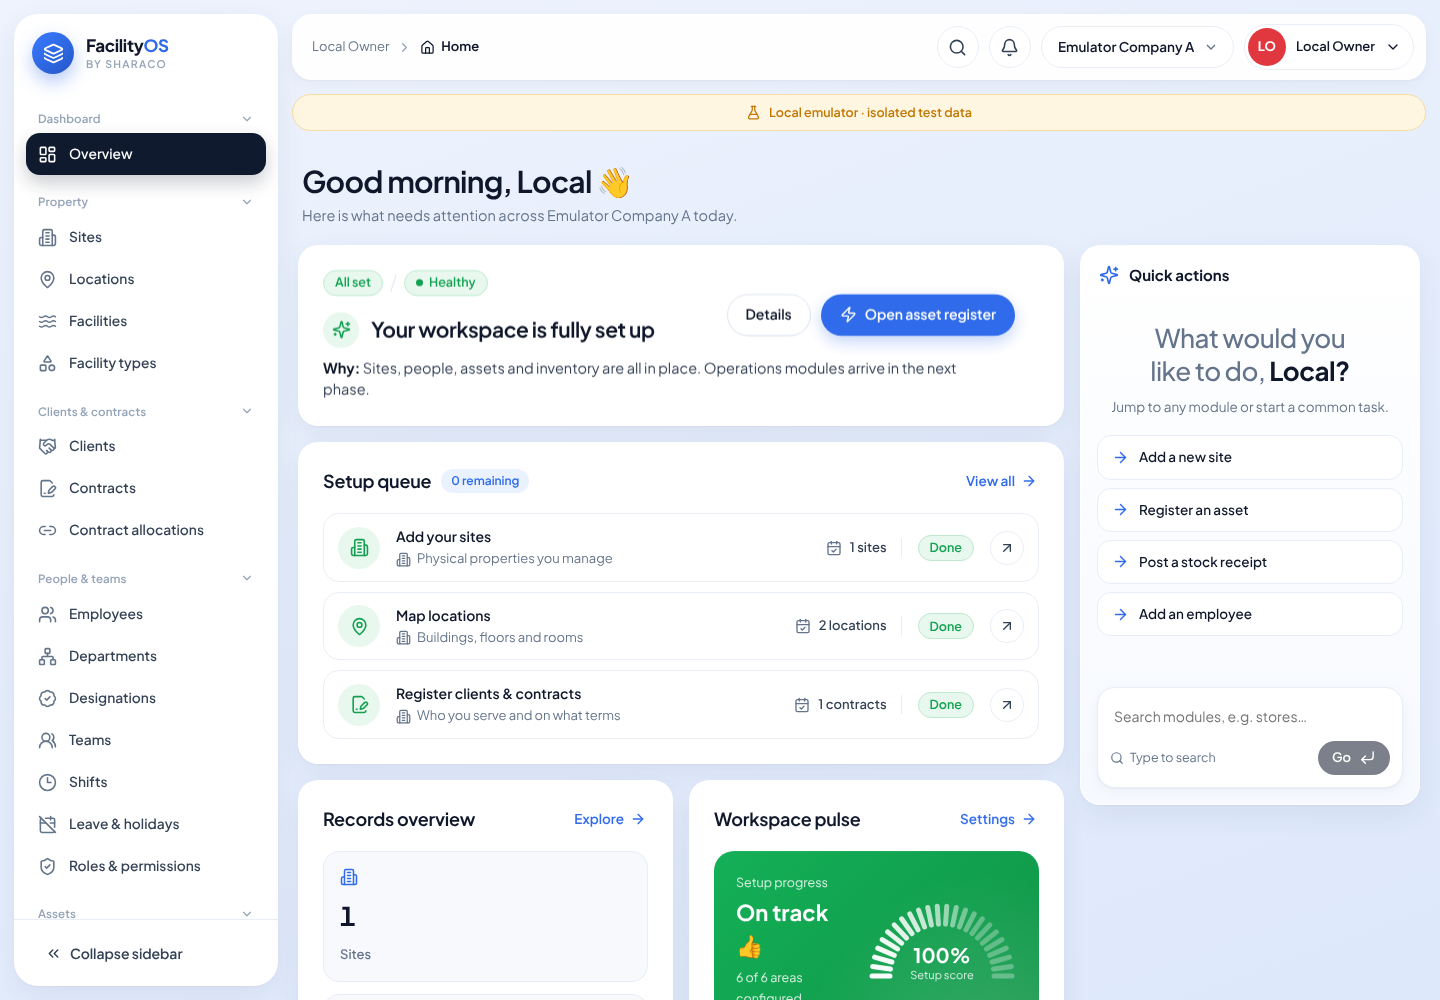 FacilityOS
BY SHARACO
Dashboard
Overview
Property
Sites
Locations
Facilities
Facility types
Clients & contracts
Clients
Contracts
Contract allocations
People & teams
Employees
Departments
Designations
Teams
Shifts
Leave & holidays
Roles & permissions
Assets
Collapse sidebar
Local Owner
Home
Emulator Company A
LO
Local Owner
Local emulator · isolated test data
Good morning, Local 👋
Here is what needs attention across Emulator Company A today.
All set / Healthy
Your workspace is fully set up
Why: Sites, people, assets and inventory are all in place. Operations modules arrive in the next
phase.
Details
Open asset register
Setup queue
0 remaining
View all
Add your sites
Physical properties you manage
1 sites
Done
Map locations
Buildings, floors and rooms
2 locations
Done
Register clients & contracts
Who you serve and on what terms
1 contracts
Done
Records overview
Explore
1
Sites
Workspace pulse
Settings
Setup progress
On track
👍
6 of 6 areas
configured
100%
Setup score
Quick actions
What would you
like to do, Local?
Jump to any module or start a common task.
Add a new site
Register an asset
Post a stock receipt
Add an employee
Search modules, e.g. stores...
Type to search
Go